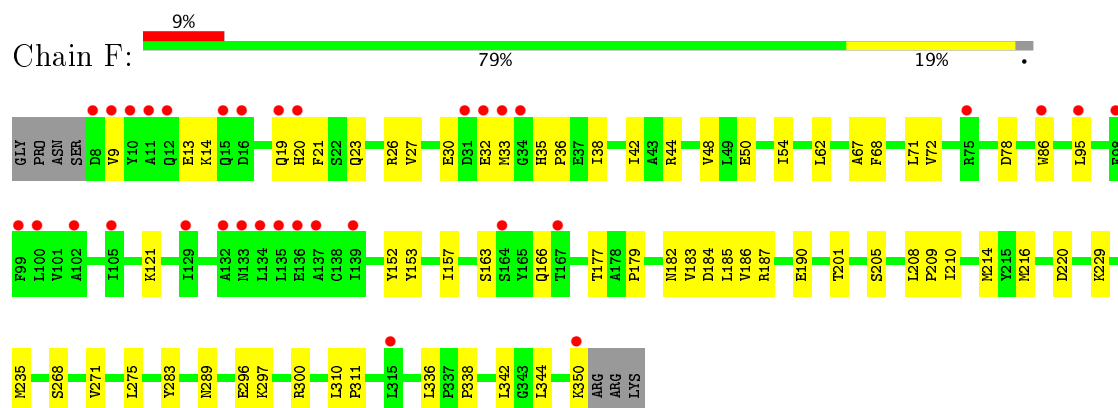 9%
Chain F:
79%
19%
•
GLY PRO ASN SER D8 V9 Y10 A11 Q12 E13 K14 Q15 D16 Q19 H20 F21 S22 Q23 R26 V27 E30 D31 E32 M33 G34 H35 P36 E37 I38 I42 A43 R44 V48 L49 E50 I54 L62 A67 F68 L71 V72 R75 D78 W86 L95
F99 L100 V101 A102 I105 K121 I129 A132 N133 L134 L135 E136 A137 C138 I139 Y152 Y153 I157 S163 S164 Y165 Q166 T167 T177 A178 P179 N182 V183 D184 L185 V186 R187 E190 T201 S205 L208 P209 I210 M214 Y215 M216 D220 K229
M235 S268 V271 L275 Y283 N289 E296 K297 R300 L310 P311 L315 L336 P337 P338 L342 G343 L344 K350 ARG ARG LYS